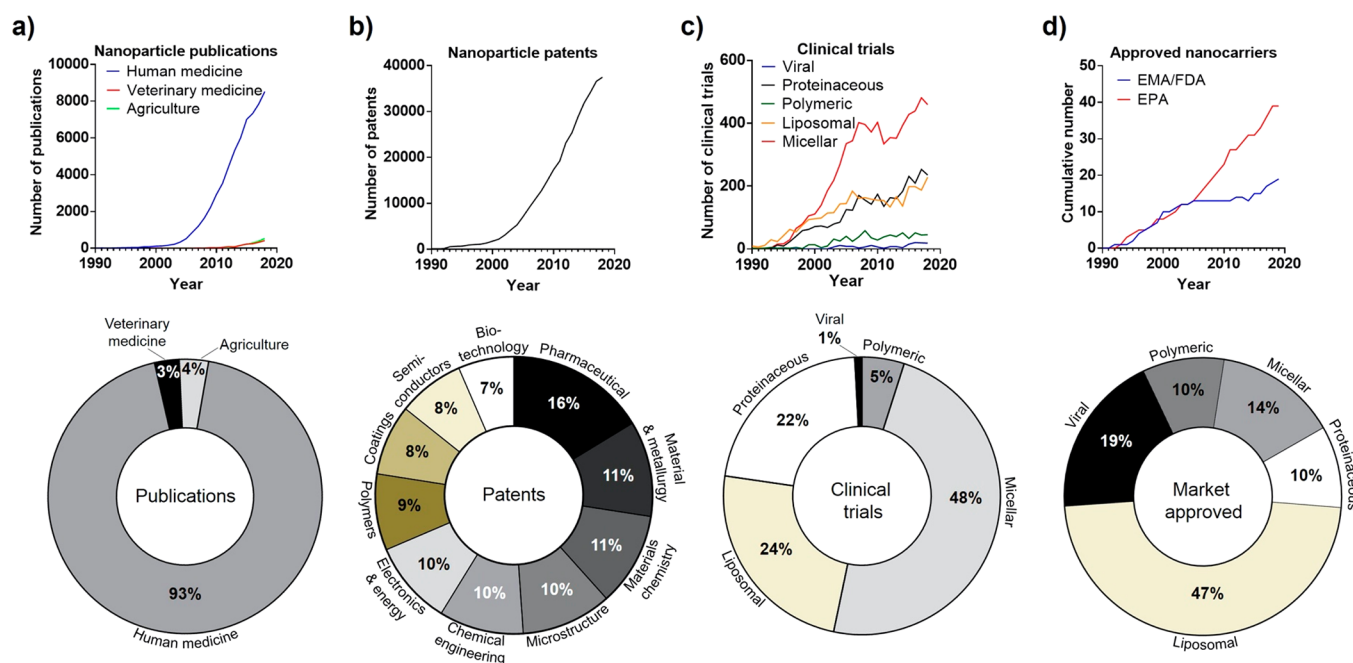 a)
Nanoparticle publications
Human medicine
Veterinary medicine
Agriculture
Number of publications
10000
8000
6000
4000
2000
0
1990
2000
2010
2020
Year
b)
Nanoparticle patents
Number of patents
40000
30000
20000
10000
0
1990
2000
2010
2020
Year
c)
Clinical trials
Viral
Proteinaceous
Polymeric
Liposomal
Micellar
Number of clinical trials
600
400
200
0
1990
2000
2010
2020
Year
d)
Approved nanocarriers
EMA/FDA
EPA
Cumulative number
50
40
30
20
10
0
1990
2000
2010
2020
Year
Veterinary
medicine
3%
Agriculture
4%
Publications
93%
Human medicine
Pharmaceutical
16%
Material
& metallurgy
11%
Materials
chemistry
11%
Microstructure
10%
Chemical
engineering
10%
Electronics
& energy
10%
Polymers
9%
Coatings
8%
Semi-
conductors
8%
Bio-
technology
7%
Patents
Viral
1%
Polymeric
5%
Micellar
48%
Liposomal
24%
Proteinaceous
22%
Clinical
trials
Polymeric
10%
Micellar
14%
Proteinaceous
10%
Liposomal
47%
Viral
19%
Market
approved